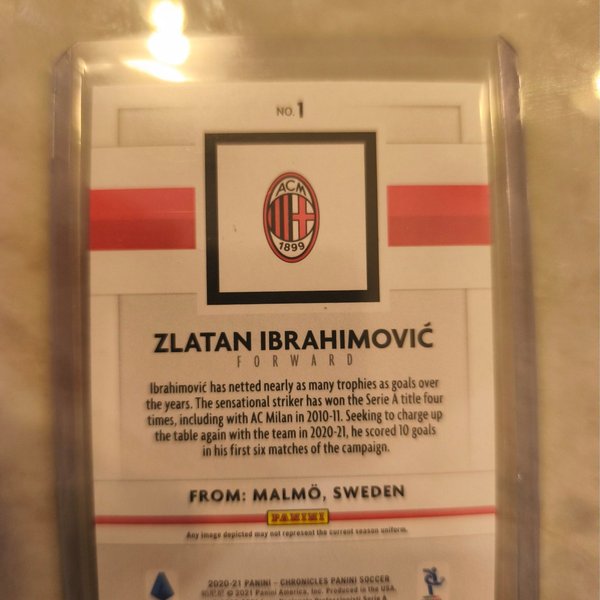 NO. 1
ACM
1899
ZLATAN IBRAHIMOVIĆ
FORWARD
Ibrahimović has netted nearly as many trophies as goals over
the years. The sensational striker has won the Serie A title four
times, including with AC Milan in 2010-11. Seeking to charge up
the table again with the team in 2020-21, he scored 10 goals
in his first six matches of the campaign.
FROM: MALMÖ, SWEDEN
PANINI
Any image depicted may not represent the current season uniform.
2020-21 PANINI - CHRONICLES PANINI SOCCER
© 2021 Panini America, Inc. Produced in the USA.
Serie A